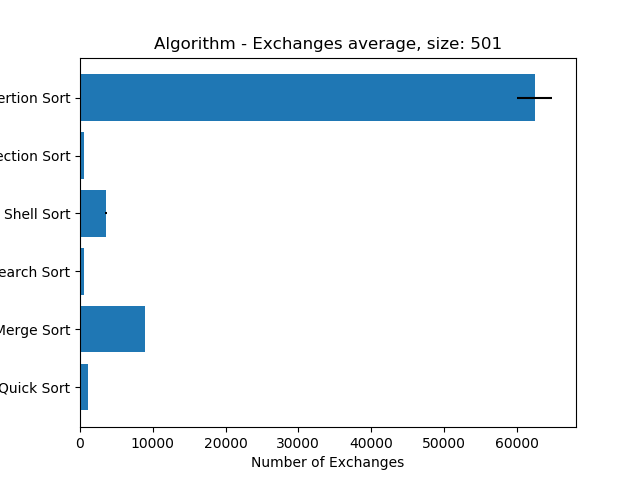 Algorithm - Exchanges average, size: 501
ertion Sort
ection Sort
Shell Sort
earch Sort
Merge Sort
Quick Sort
0 10000 20000 30000 40000 50000 60000
Number of Exchanges